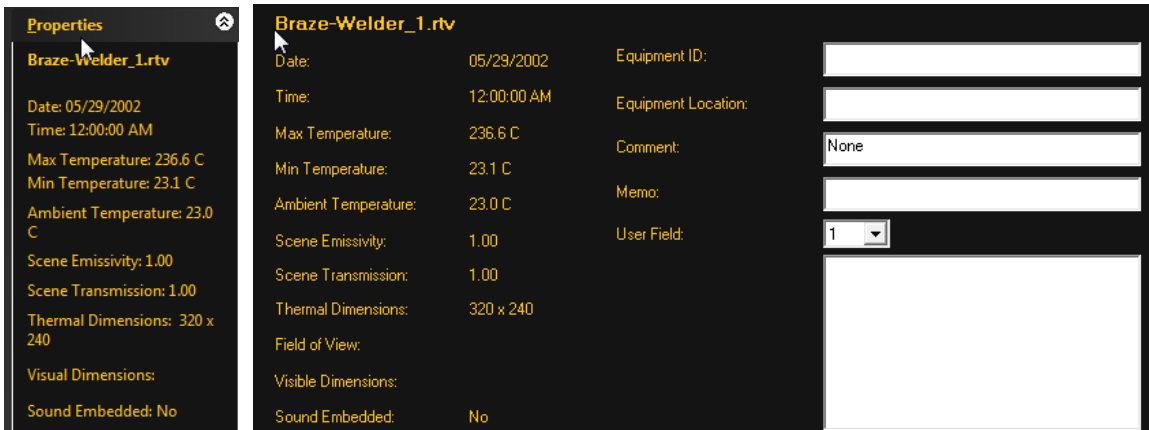 Properties
Braze-Welder_1.rtv
Date: 05/29/2002
Time: 12:00:00 AM
Max Temperature: 236.6 C
Min Temperature: 23.1 C
Ambient Temperature: 23.0
C
Scene Emissivity: 1.00
Scene Transmission: 1.00
Thermal Dimensions: 320 x
240
Visual Dimensions:
Sound Embedded: No
Braze-Welder_1.rtv
Date: 05/29/2002
Time: 12:00:00 AM
Max Temperature: 236.6 C
Min Temperature: 23.1 C
Ambient Temperature: 23.0 C
Scene Emissivity: 1.00
Scene Transmission: 1.00
Thermal Dimensions: 320 x 240
Field of View:
Visible Dimensions:
Sound Embedded: No
Equipment ID:
Equipment Location:
Comment: None
Memo:
User Field: 1